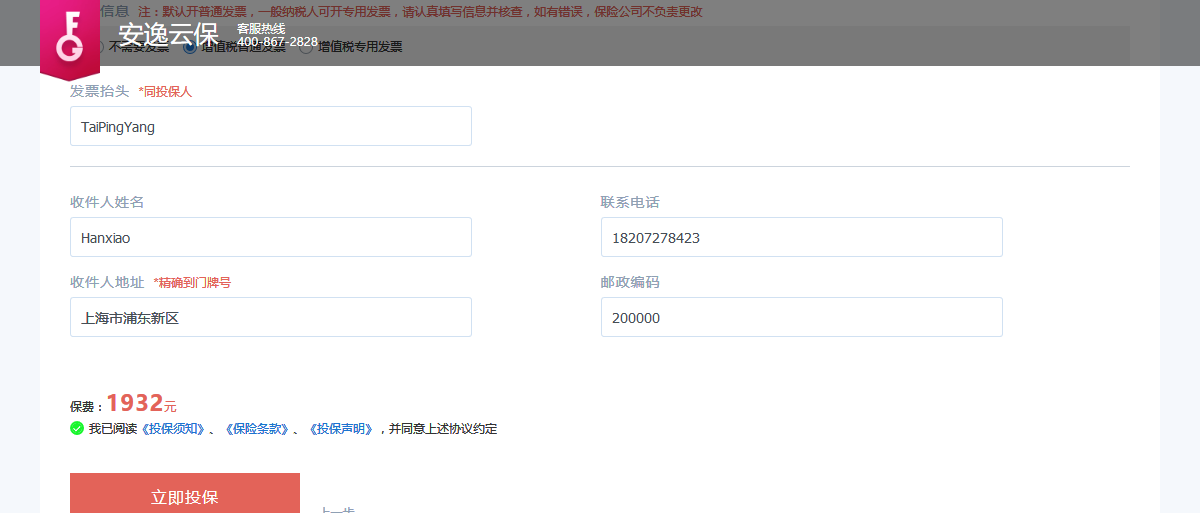 信息 注：默认开普通发票，一般纳税人可开专用发票，请认真填写信息并核查，如有错误，保险公司不负责更改
安逸云保 客服热线
400-867-2828
不需要发票 增值税普通发票 增值税专用发票
发票抬头 *同投保人
TaiPingYang
收件人姓名 联系电话
Hanxiao 18207278423
收件人地址 *精确到门牌号 邮政编码
上海市浦东新区 200000
保费：1932元
我已阅读《投保须知》、《保险条款》、《投保声明》，并同意上述协议约定
立即投保 上一步